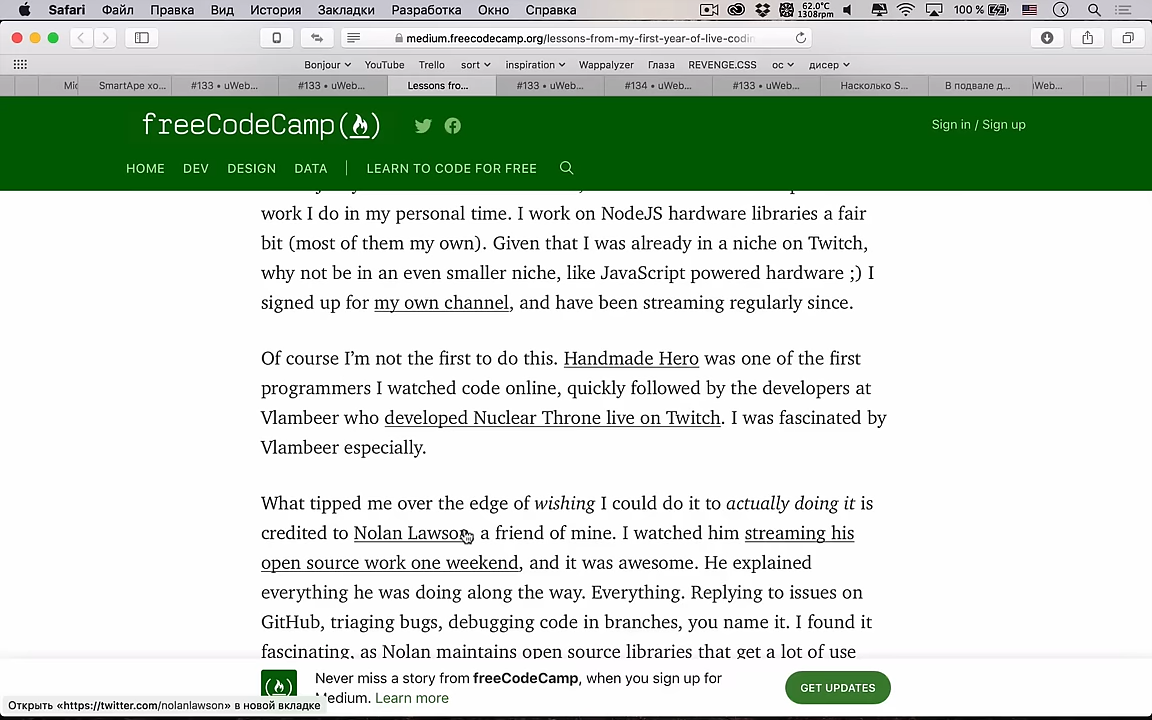 Safari Файл Правка Вид История Закладки Разработка Окно Справка 62.0°C 1308rpm 100 %
medium.freecodecamp.org/lessons-from-my-first-year-of-live-codin
Bonjour YouTube Trello sort inspiration Wappalyzer Глаза REVENGE.CSS ос дисер
Mic SmartApe хо... #133 – uWeb... #133 – uWeb... Lessons fro... #133 – uWeb... #134 – uWeb... #133 – uWeb... Насколько S... В подвале д... uWeb...
freeCodeCamp Sign in / Sign up
HOME DEV DESIGN DATA LEARN TO CODE FOR FREE
work I do in my personal time. I work on NodeJS hardware libraries a fair
bit (most of them my own). Given that I was already in a niche on Twitch,
why not be in an even smaller niche, like JavaScript powered hardware ;) I
signed up for my own channel, and have been streaming regularly since.
Of course I’m not the first to do this. Handmade Hero was one of the first
programmers I watched code online, quickly followed by the developers at
Vlambeer who developed Nuclear Throne live on Twitch. I was fascinated by
Vlambeer especially.
What tipped me over the edge of wishing I could do it to actually doing it is
credited to Nolan Lawson, a friend of mine. I watched him streaming his
open source work one weekend, and it was awesome. He explained
everything he was doing along the way. Everything. Replying to issues on
GitHub, triaging bugs, debugging code in branches, you name it. I found it
fascinating, as Nolan maintains open source libraries that get a lot of use
Never miss a story from freeCodeCamp, when you sign up for
Medium. Learn more
GET UPDATES
Открыть «https://twitter.com/nolanlawson» в новой вкладке